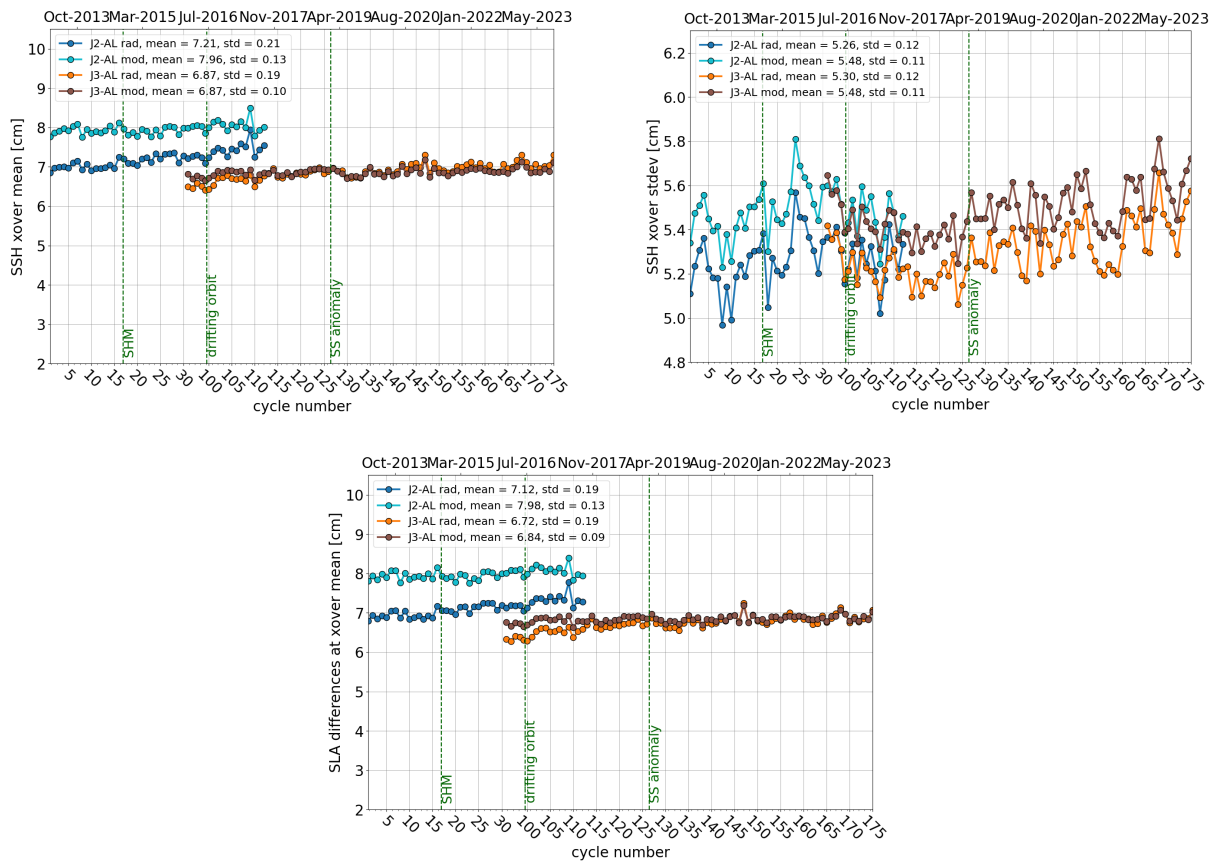 Oct-2013 Mar-2015 Jul-2016 Nov-2017 Apr-2019 Aug-2020 Jan-2022 May-2023
10
9
8
7
6
5
4
3
2
SSH xover mean [cm]
J2-AL rad, mean = 7.21, std = 0.21
J2-AL mod, mean = 7.96, std = 0.13
J3-AL rad, mean = 6.87, std = 0.19
J3-AL mod, mean = 6.87, std = 0.10
SHM
drifting orbit
SS anomaly
5 10 15 20 25 30 100 105 110 115 125 130 135 140 145 150 155 160 165 170 175
cycle number
Oct-2013 Mar-2015 Jul-2016 Nov-2017 Apr-2019 Aug-2020 Jan-2022 May-2023
6.2
6.0
5.8
5.6
5.4
5.2
5.0
4.8
SSH xover stdev [cm]
J2-AL rad, mean = 5.26, std = 0.12
J2-AL mod, mean = 5.48, std = 0.11
J3-AL rad, mean = 5.30, std = 0.12
J3-AL mod, mean = 5.48, std = 0.11
SHM
drifting orbit
SS anomaly
5 10 15 20 25 30 100 105 110 115 125 130 135 140 145 150 155 160 165 170 175
cycle number
Oct-2013 Mar-2015 Jul-2016 Nov-2017 Apr-2019 Aug-2020 Jan-2022 May-2023
10
9
8
7
6
5
4
3
2
SLA differences at xover mean [cm]
J2-AL rad, mean = 7.12, std = 0.19
J2-AL mod, mean = 7.98, std = 0.13
J3-AL rad, mean = 6.72, std = 0.19
J3-AL mod, mean = 6.84, std = 0.09
SHM
drifting orbit
SS anomaly
5 10 15 20 25 30 100 105 110 115 125 130 135 140 145 150 155 160 165 170 175
cycle number